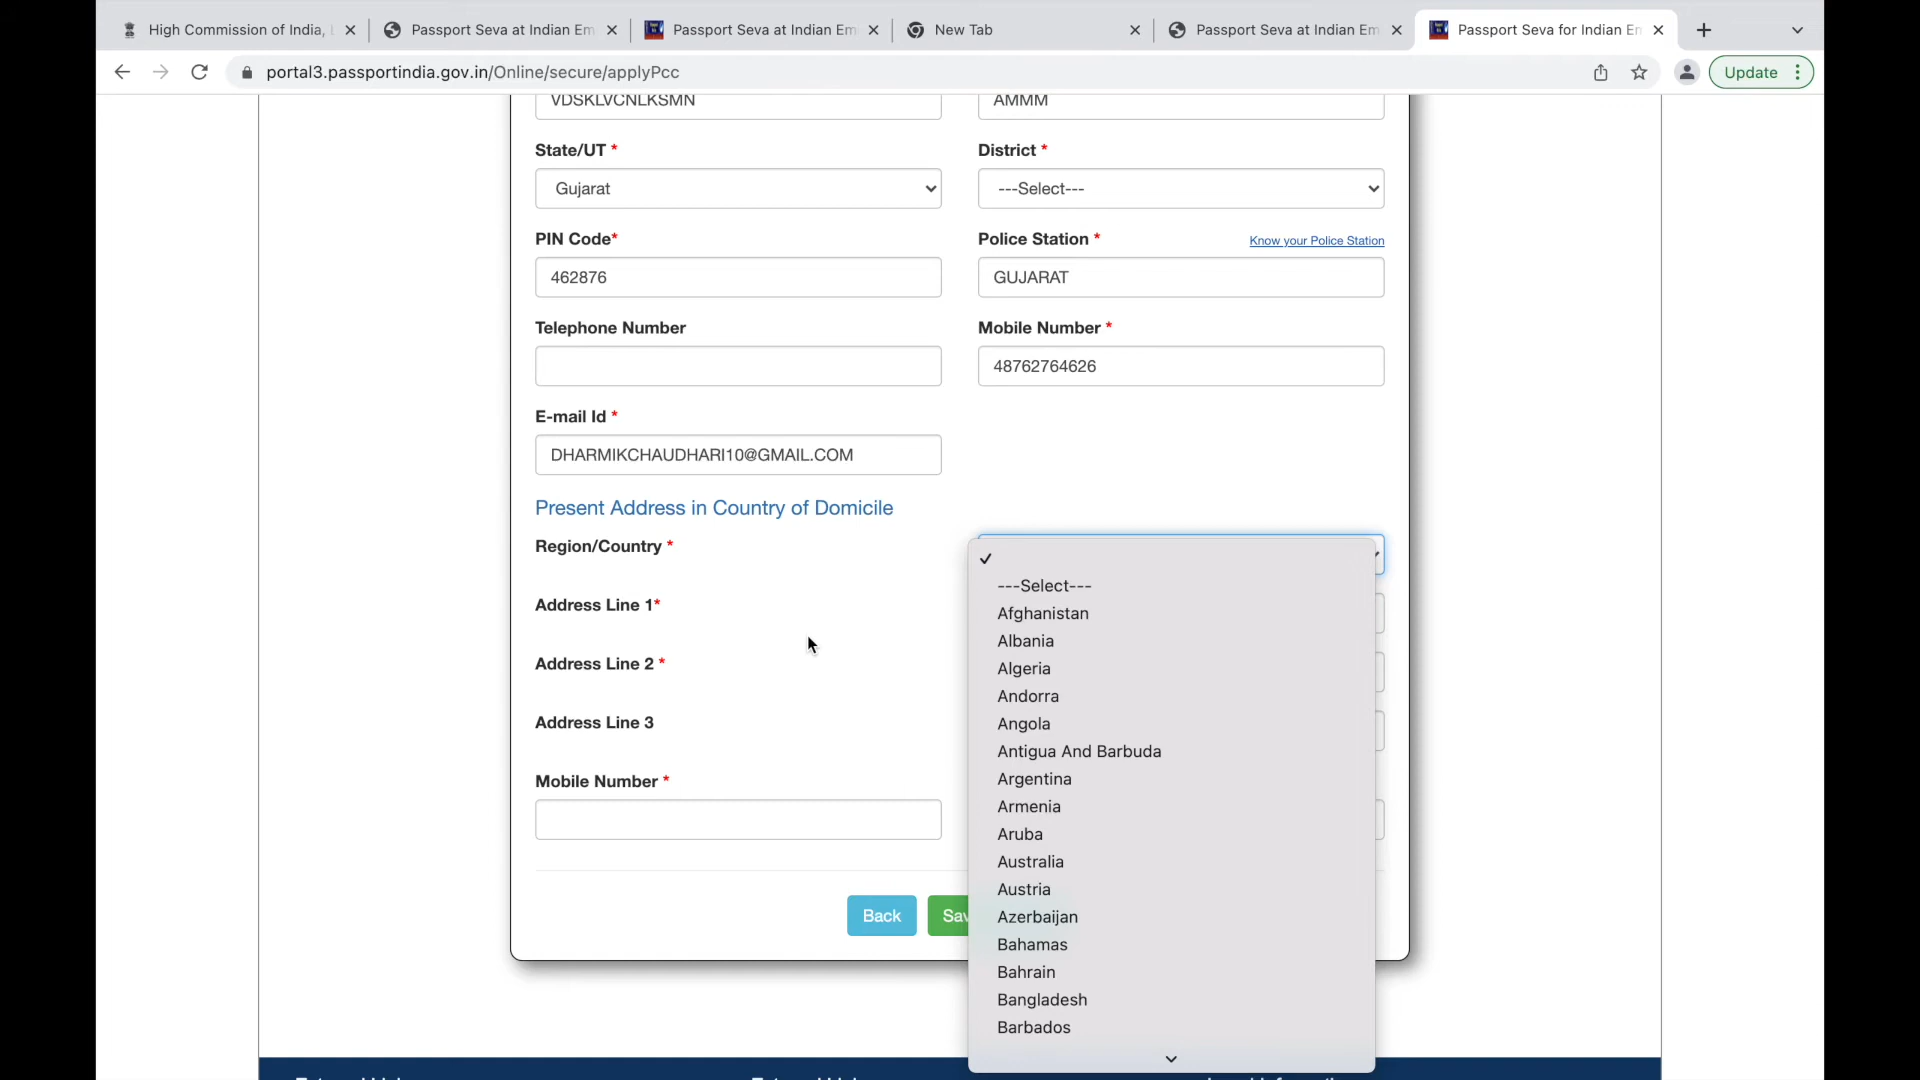 High Commission of India,
Passport Seva at Indian Em
Passport Seva at Indian Em
New Tab
Passport Seva at Indian Em
Passport Seva for Indian En
portal3.passportindia.gov.in/Online/secure/applyPcc
Update
VDSKLVCNLKSMN
AMMM
State/UT *
District *
Gujarat
---Select---
PIN Code*
Police Station *
Know your Police Station
462876
GUJARAT
Telephone Number
Mobile Number *
48762764626
E-mail Id *
DHARMIKCHAUDHARI10@GMAIL.COM
Present Address in Country of Domicile
Region/Country *
---Select---
Address Line 1*
Afghanistan
Albania
Address Line 2 *
Algeria
Andorra
Address Line 3
Angola
Antigua And Barbuda
Mobile Number *
Argentina
Armenia
Aruba
Australia
Austria
Back
Sav
Azerbaijan
Bahamas
Bahrain
Bangladesh
Barbados